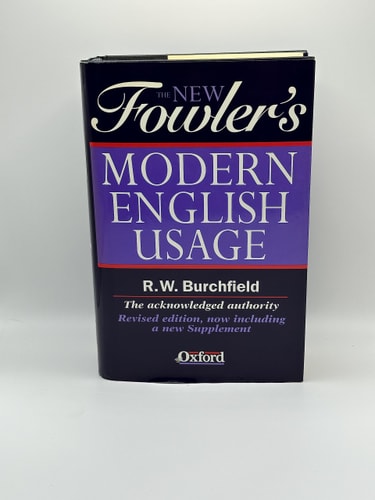 THE NEW
Fowler's
MODERN
ENGLISH
USAGE
R.W. Burchfield
The acknowledged authority
Revised edition, now including
a new Supplement
Oxford